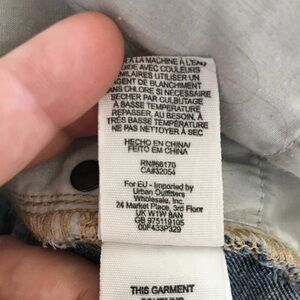 À LA MACHINE À L'EAU
AVEC COULEURS
SIMILAIRES UTILISER UN
AGENT DE BLANCHIMENT
SANS CHLORE SI NÉCESSAIRE
SÉCHER PAR CULBUTAGE
À BASSE TEMPÉRATURE
REPASSER, AU BESOIN, À
TRÈS BASSE TEMPÉRATURE
NE PAS NETTOYER À SEC
HECHO EN CHINA/
FEITO EM CHINA
RN#66170
CA#32054
For EU - Imported by
Urban Outfitters
Wholesale, Inc.
24 Market Place, 3rd Floor
UK W1W 8AN
GB 975119105
00F433P329
THIS GARMENT